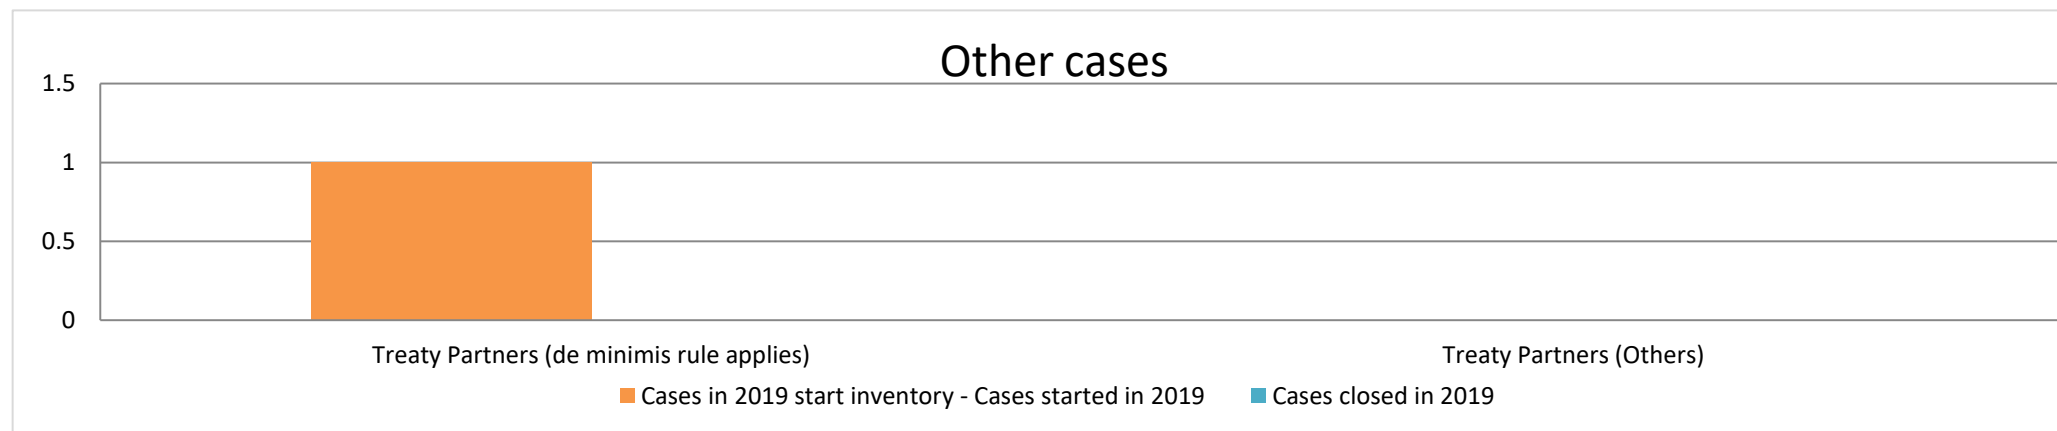 Other cases
1.5
1
0.5
0
Treaty Partners (de minimis rule applies) Treaty Partners (Others)
Cases in 2019 start inventory - Cases started in 2019 Cases closed in 2019